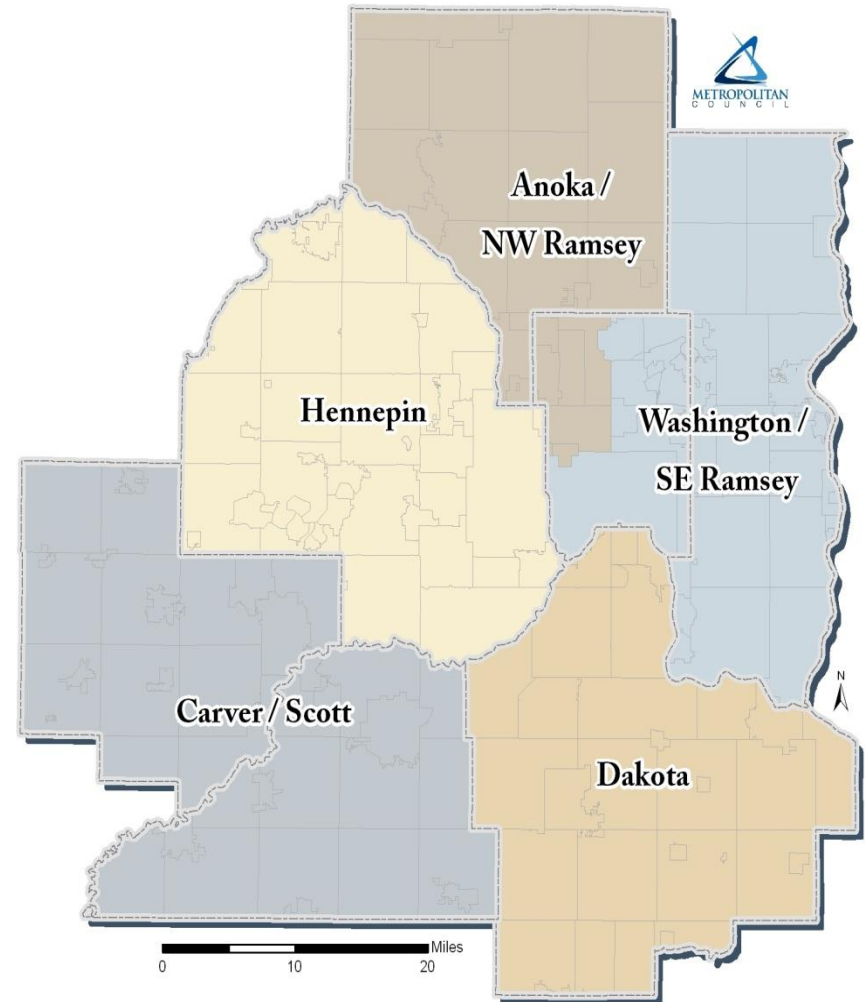 METROPOLITAN
COUNCIL
Anoka /
NW Ramsey
Hennepin
Washington /
SE Ramsey
N
Carver / Scott
Dakota
Miles
0 10 20